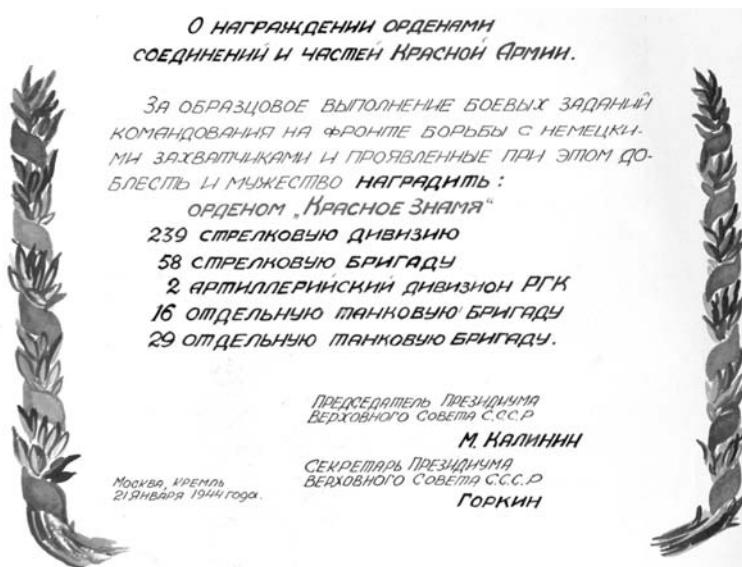 О НАГРАЖДЕНИИ ОРДЕНАМИ
СОЕДИНЕНИЙ И ЧАСТЕЙ КРАСНОЙ АРМИИ.
ЗА ОБРАЗЦОВОЕ ВЫПОЛНЕНИЕ БОЕВЫХ ЗАДАНИЙ
КОМАНДОВАНИЯ НА ФРОНТЕ БОРЬБЫ С НЕМЕЦКИ-
МИ ЗАХВАТЧИКАМИ И ПРОЯВЛЕННЫЕ ПРИ ЭТОМ ДО-
БЛЕСТЬ И МУЖЕСТВО НАГРАДИТЬ:
ОРДЕНОМ „КРАСНОЕ ЗНАМЯ"
239 СТРЕЛКОВУЮ ДИВИЗИЮ
58 СТРЕЛКОВУЮ БРИГАДУ
2 АРТИЛЛЕРИЙСКИЙ ДИВИЗИОН РГК
16 ОТДЕЛЬНУЮ ТАНКОВУЮ БРИГАДУ
29 ОТДЕЛЬНУЮ ТАНКОВУЮ БРИГАДУ.
ПРЕДСЕДАТЕЛЬ ПРЕЗИДИУМА
ВЕРХОВНОГО СОВЕТА С.С.С.Р
М. КАЛИНИН
СЕКРЕТАРЬ ПРЕЗИДИУМА
ВЕРХОВНОГО СОВЕТА С.С.С.Р
ГОРКИН
МОСКВА, КРЕМЛЬ
21 ЯНВАРЯ 1944 года.